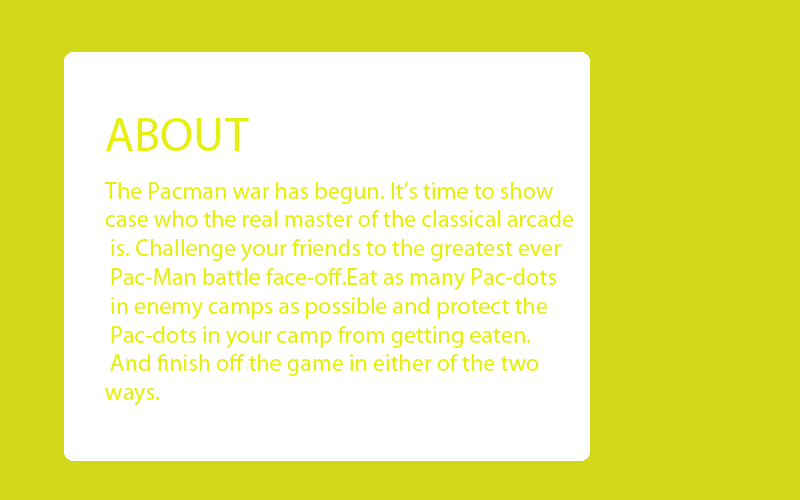 ABOUT
The Pacman war has begun. It’s time to show
case who the real master of the classical arcade
is. Challenge your friends to the greatest ever
Pac-Man battle face-off.Eat as many Pac-dots
in enemy camps as possible and protect the
Pac-dots in your camp from getting eaten.
And finish off the game in either of the two
ways.